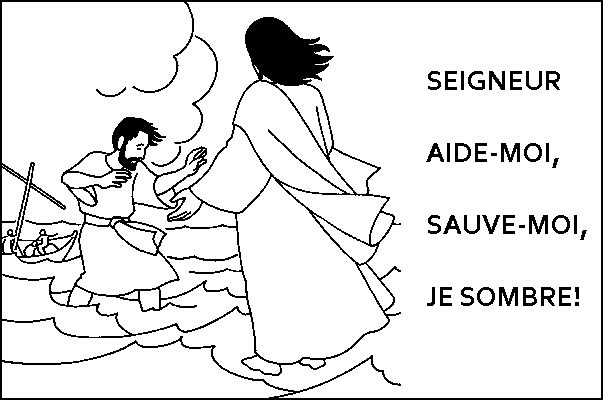 SEIGNEUR
AIDE-MOI,
SAUVE-MOI,
JE SOMBRE!